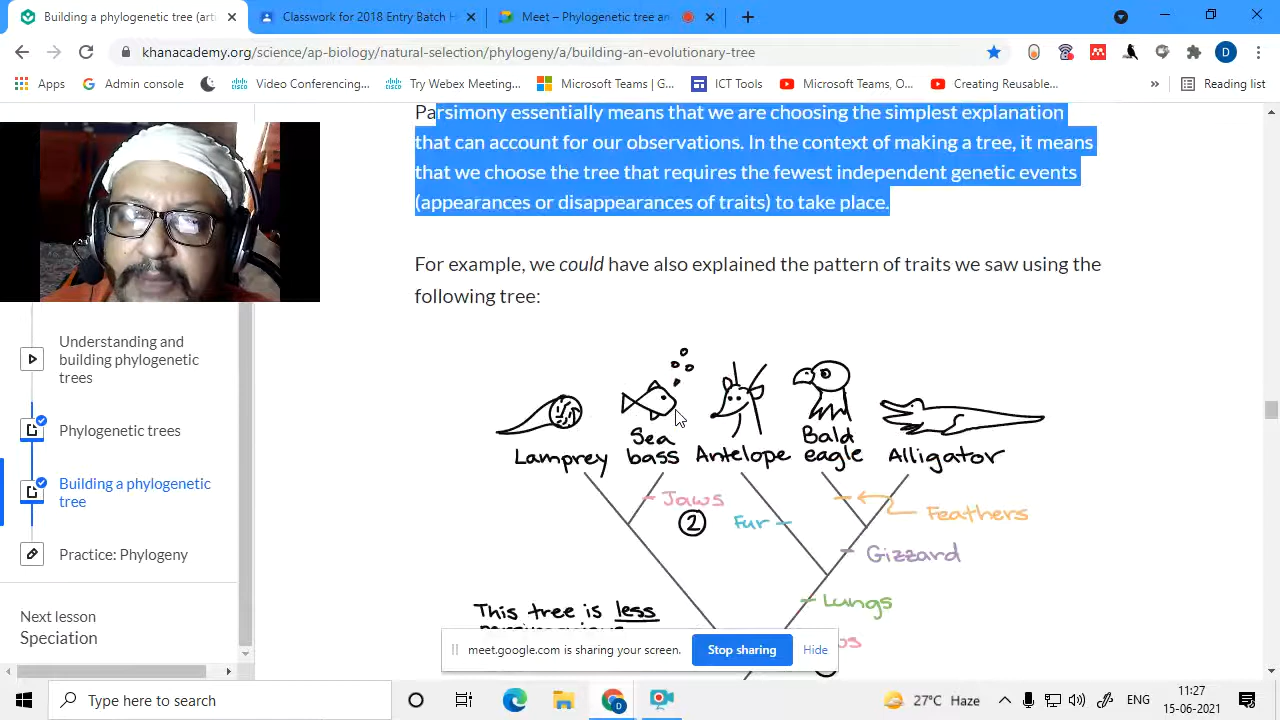 Building a phylogenetic tree (art
Classwork for 2018 Entry Batch H
Meet – Phylogenetic tree an
khanacademy.org/science/ap-biology/natural-selection/phylogeny/a/building-an-evolutionary-tree
D
Apps
Admin console
Video Conferencing...
Try Webex Meeting...
Microsoft Teams | G...
ICT Tools
Microsoft Teams, O...
Creating Reusable...
»
Reading list
Parsimony essentially means that we are choosing the simplest explanation
that can account for our observations. In the context of making a tree, it means
that we choose the tree that requires the fewest independent genetic events
(appearances or disappearances of traits) to take place.
For example, we could have also explained the pattern of traits we saw using the
following tree:
Understanding and
building phylogenetic
trees
Phylogenetic trees
Building a phylogenetic
tree
Practice: Phylogeny
Next lesson
Speciation
Lamprey
Sea
bass
Antelope
Bald
eagle
Alligator
Jaws
2
Fur
Feathers
Gizzard
Lungs
This tree is less
meet.google.com is sharing your screen.
Stop sharing
Hide
Type here to search
D
27°C Haze
ENG
11:27
15-06-2021